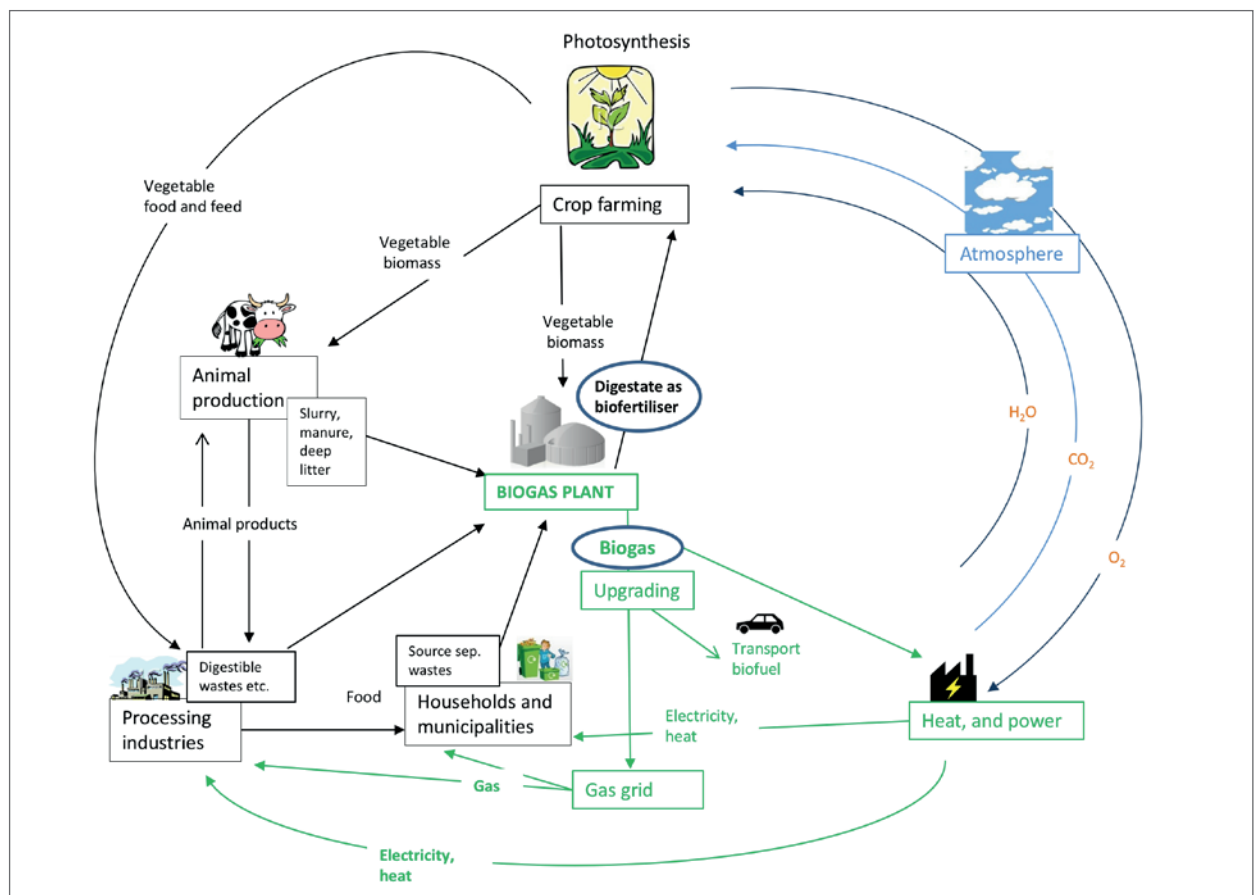 Photosynthesis
Vegetable
food and feed
Crop farming
Vegetable
biomass
Atmosphere
Vegetable
biomass
Animal
production
Digestate as
biofertiliser
Slurry,
manure,
deep
litter
H₂O
CO₂
BIOGAS PLANT
Animal products
Biogas
O₂
Upgrading
Transport
biofuel
Source sep.
wastes
Digestible
wastes etc.
Food
Households and
municipalities
Processing
industries
Electricity,
heat
Heat, and power
Gas
Gas grid
Electricity,
heat